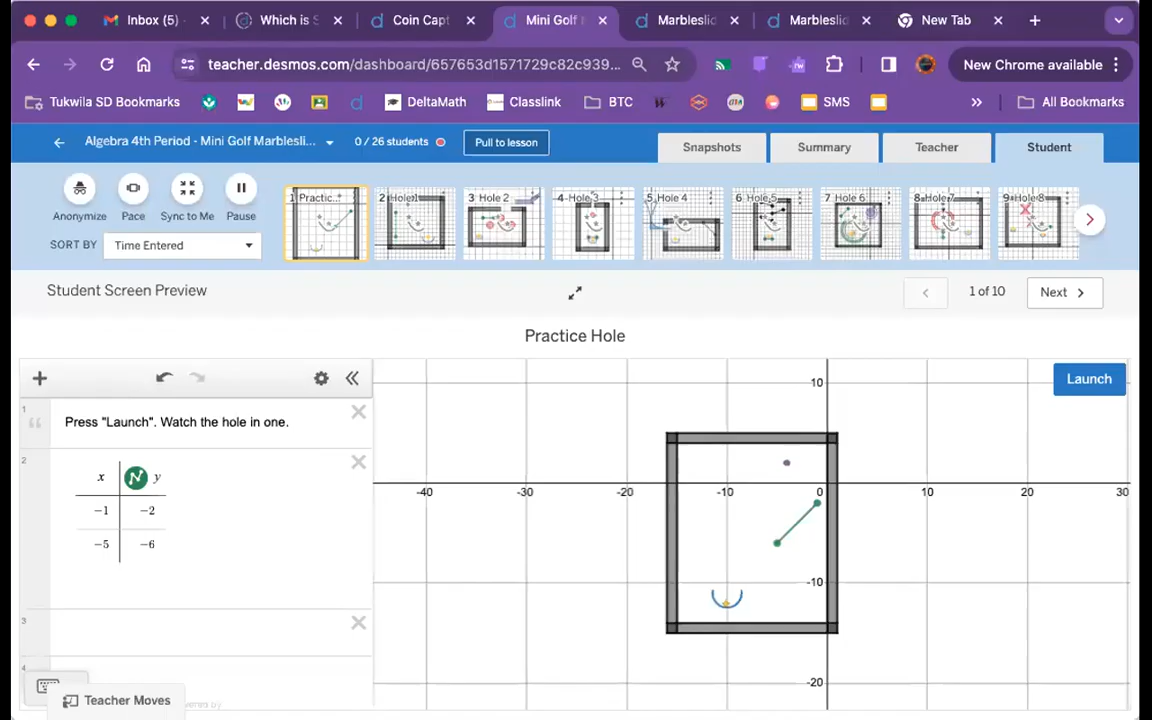 Inbox (5)
Which is S
Coin Capt
Mini Golf
Marbleslid
Marbleslid
New Tab
teacher.desmos.com/dashboard/657653d1571729c82c939...
New Chrome available
Tukwila SD Bookmarks
DeltaMath
Classlink
BTC
SMS
All Bookmarks
Algebra 4th Period - Mini Golf Marblesli...
0 / 26 students
Pull to lesson
Snapshots
Summary
Teacher
Student
Anonymize
Pace
Sync to Me
Pause
SORT BY
Time Entered
1 Practic...
2 Hole 1
3 Hole 2
4 Hole 3
5 Hole 4
6 Hole 5
7 Hole 6
8 Hole 7
9 Hole 8
Student Screen Preview
1 of 10
Next
Practice Hole
Launch
1
Press "Launch". Watch the hole in one.
2
x y
−1 −2
−5 −6
3
4
Teacher Moves
10
-40 -30 -20 -10 0 10 20 30
-10
-20